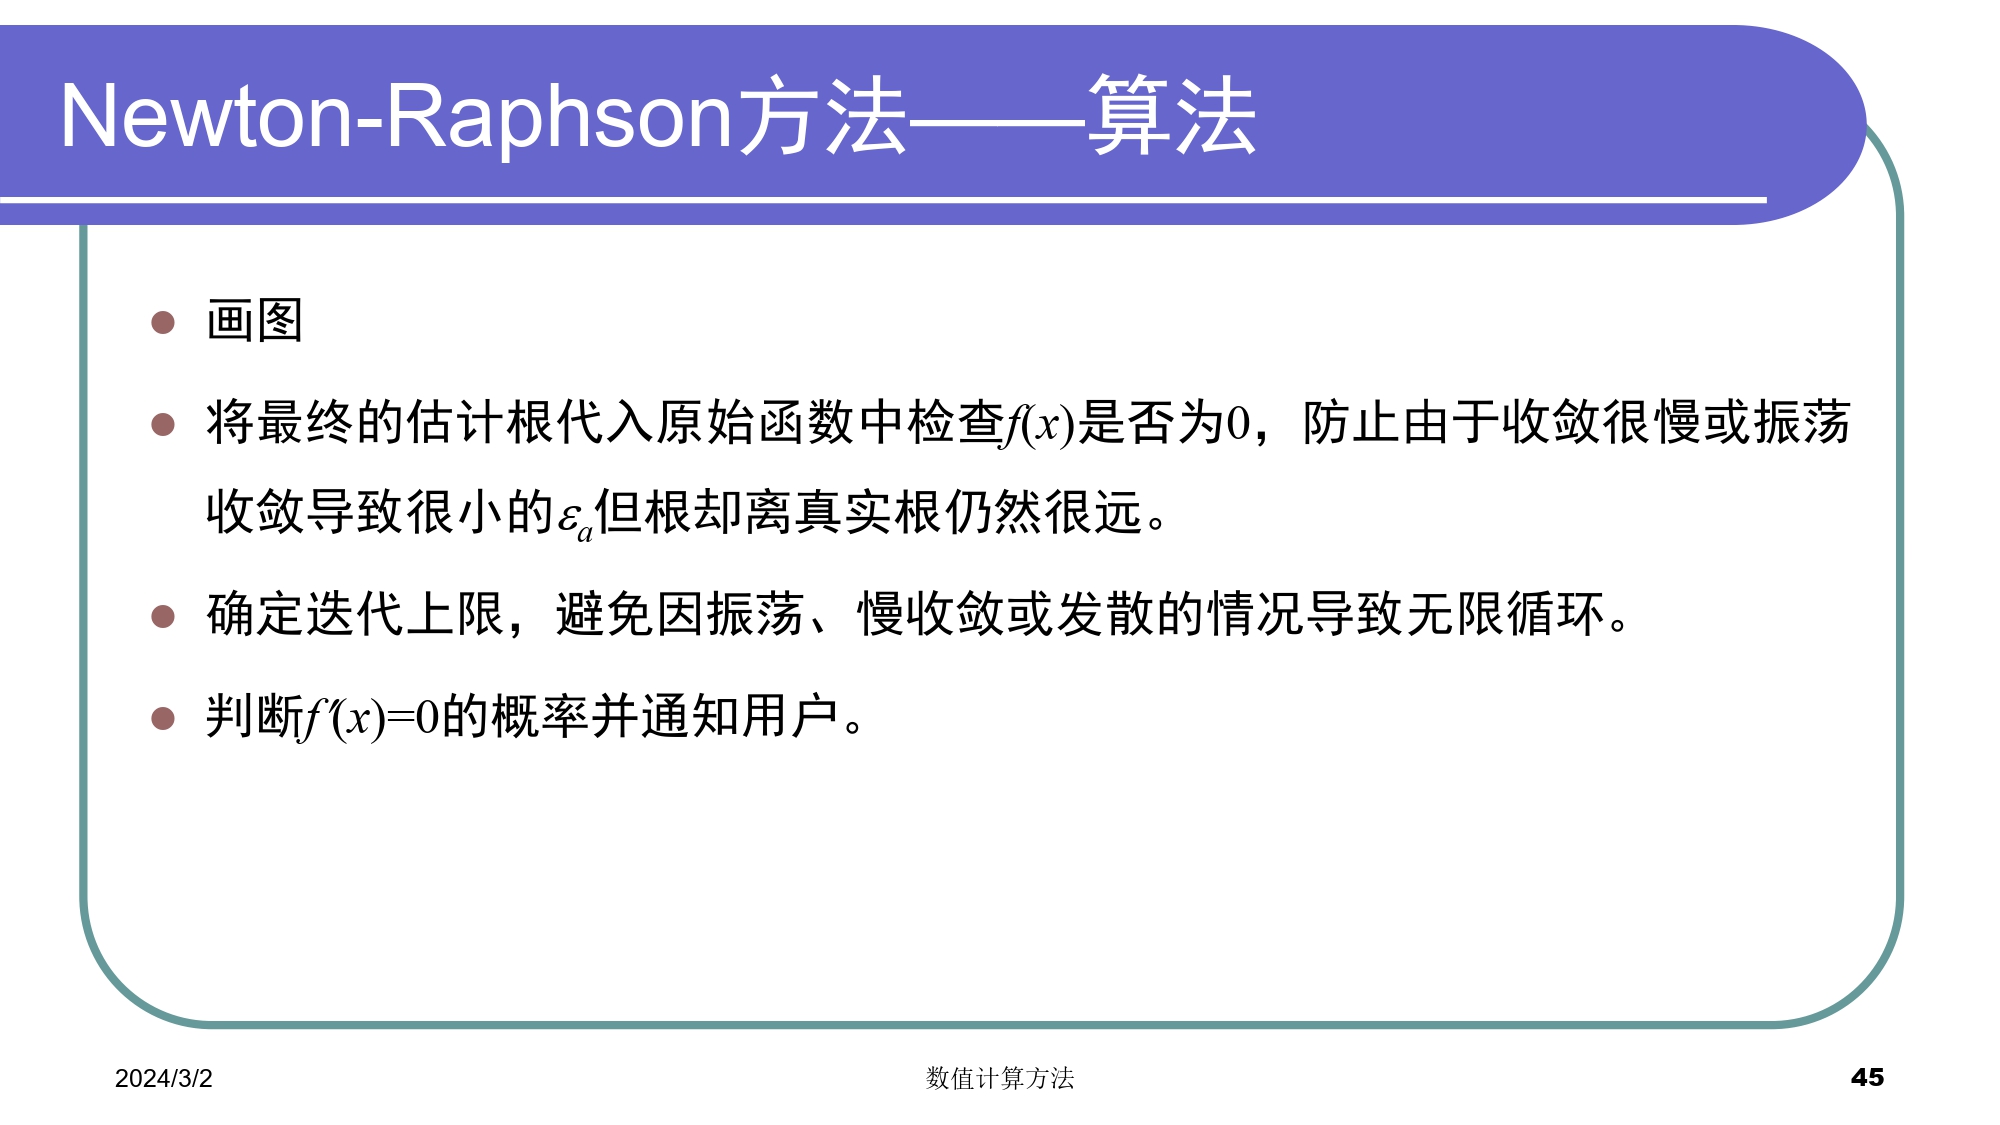 Newton-Raphson方法——算法
画图
将最终的估计根代入原始函数中检查f(x)是否为0，防止由于收敛很慢或振荡
收敛导致很小的εa但根却离真实根仍然很远。
确定迭代上限，避免因振荡、慢收敛或发散的情况导致无限循环。
判断f′(x)=0的概率并通知用户。
2024/3/2
数值计算方法
45